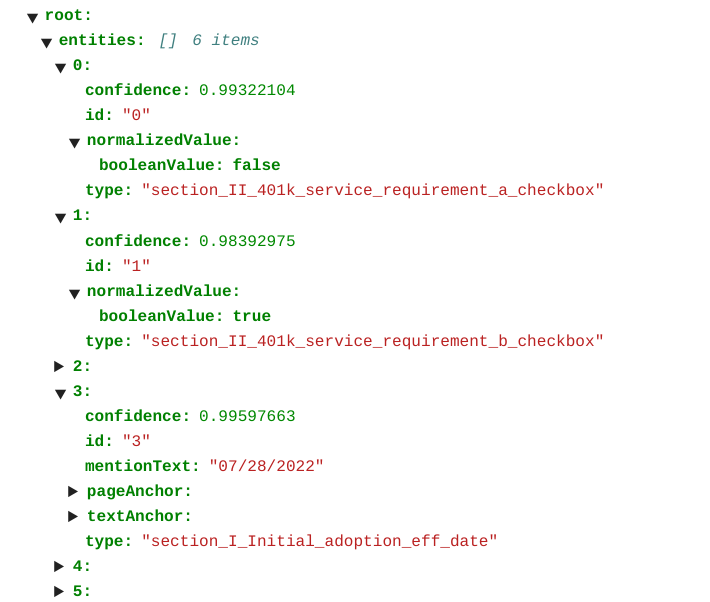 root:
entities: [] 6 items
0:
confidence: 0.99322104
id: "0"
normalizedValue:
booleanValue: false
type: "section_II_401k_service_requirement_a_checkbox"
1:
confidence: 0.98392975
id: "1"
normalizedValue:
booleanValue: true
type: "section_II_401k_service_requirement_b_checkbox"
2:
3:
confidence: 0.99597663
id: "3"
mentionText: "07/28/2022"
pageAnchor:
textAnchor:
type: "section_I_Initial_adoption_eff_date"
4:
5: